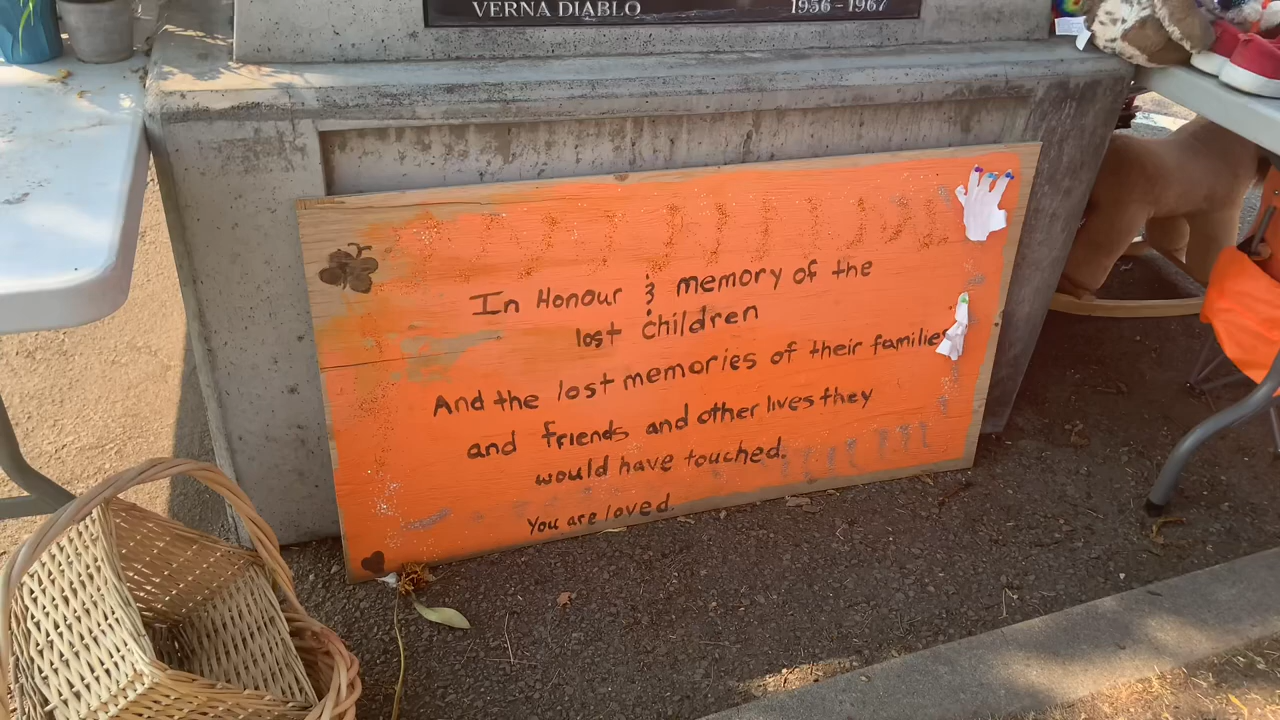 VERNA DIABLO 1956 - 1967
In Honour & memory of the
lost children
And the lost memories of their families
and friends and other lives they
would have touched.
You are loved.